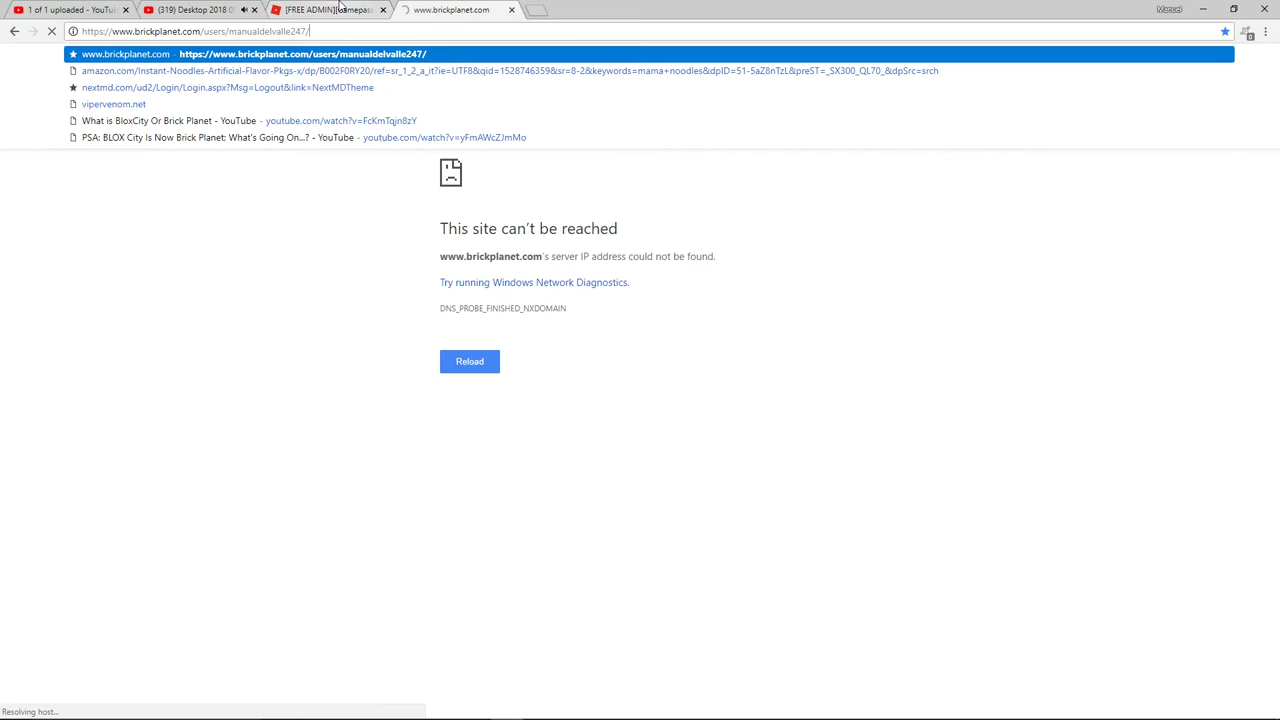 1 of 1 uploaded - YouTu
(319) Desktop 2018 0
[FREE ADMIN][Gamepass
www.brickplanet.com
Manuel
https://www.brickplanet.com/users/manualdelvalle247/
www.brickplanet.com - https://www.brickplanet.com/users/manualdelvalle247/
amazon.com/Instant-Noodles-Artificial-Flavor-Pkgs-x/dp/B002F0RY20/ref=sr_1_2_a_it?ie=UTF8&qid=1528746359&sr=8-2&keywords=mama+noodles&dpID=51-5aZ8nTzL&preST=_SX300_QL70_&dpSrc=srch
nextmd.com/ud2/Login/Login.aspx?Msg=Logout&link=NextMDTheme
vipervenom.net
What is BloxCity Or Brick Planet - YouTube - youtube.com/watch?v=FcKmTqjn8zY
PSA: BLOX City Is Now Brick Planet: What's Going On...? - YouTube - youtube.com/watch?v=yFmAWcZJmMo
This site can't be reached
www.brickplanet.com's server IP address could not be found.
Try running Windows Network Diagnostics.
DNS_PROBE_FINISHED_NXDOMAIN
Reload
Resolving host...